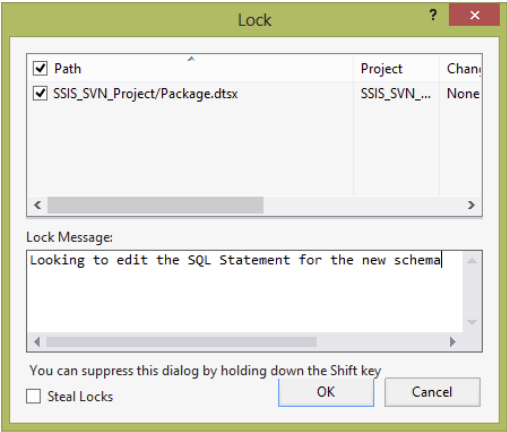 Lock
? ×
Path Project Chan
SSIS_SVN_Project/Package.dtsx SSIS_SVN_... None
Lock Message:
Looking to edit the SQL Statement for the new schema
You can suppress this dialog by holding down the Shift key
Steal Locks OK Cancel